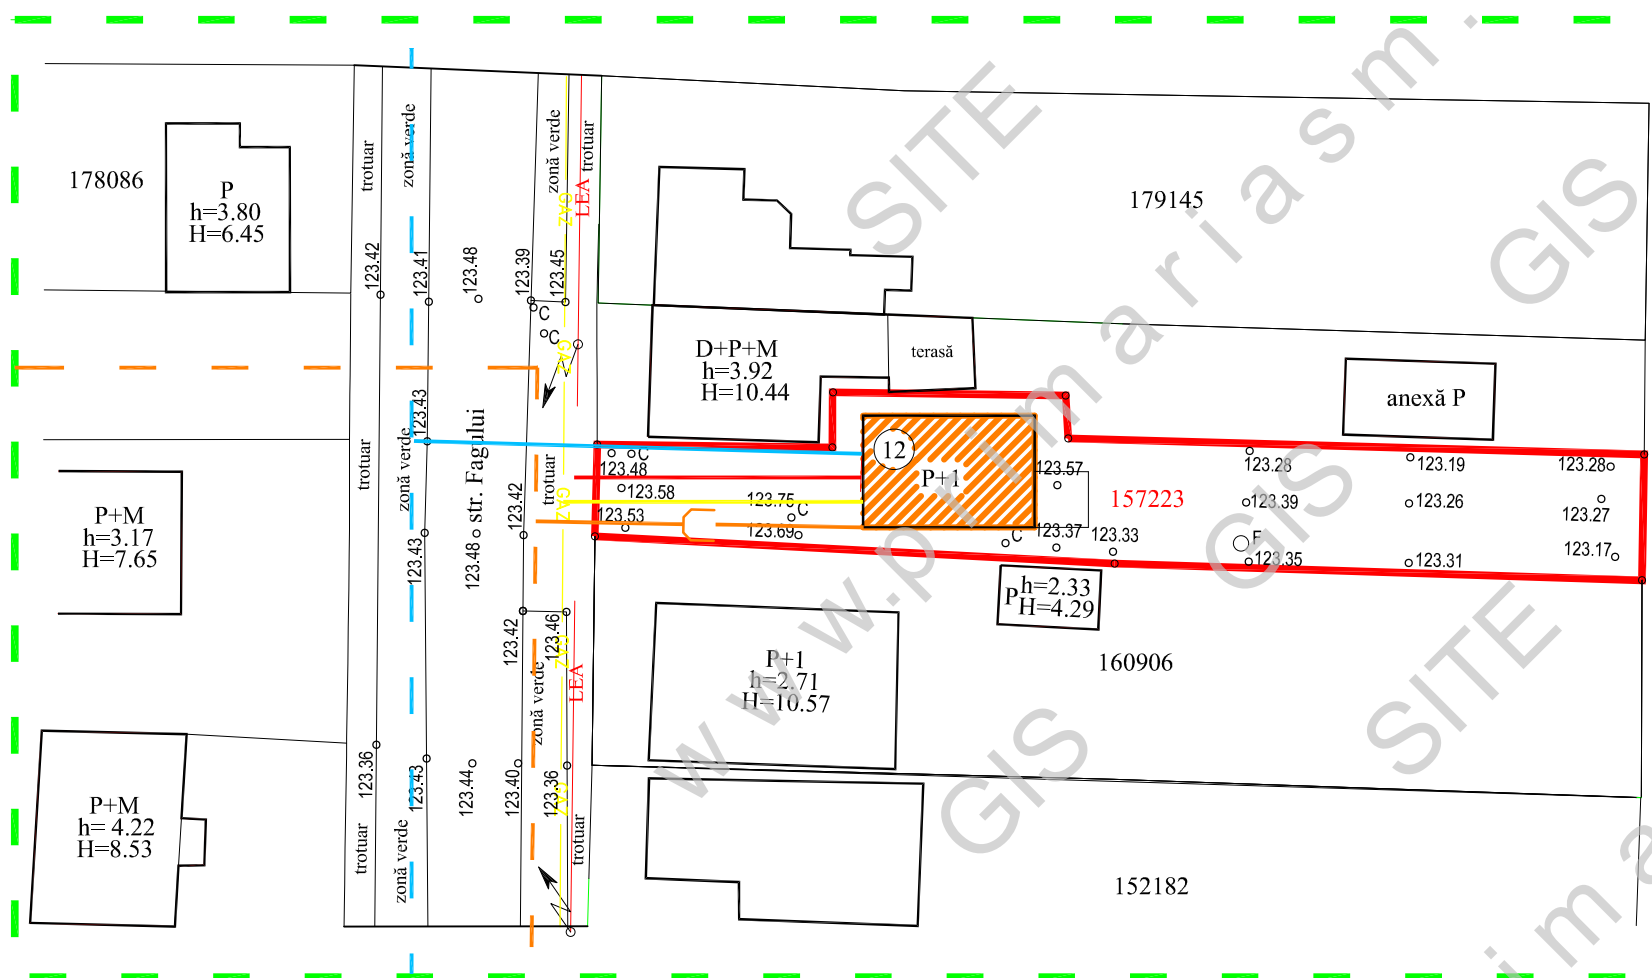 178086
P
h=3.80
H=6.45
trotuar
zonă verde
zonă verde
trotuar
GAZ
LEA
179145
123.42
123.41
123.48
123.39
123.45
C
C
GAZ
D+P+M
h=3.92
H=10.44
terasă
anexă P
123.43
trotuar
zonă verde
str. Fagului
trotuar
C
123.48
123.58
123.53
123.75
C
123.69
12
P+1
123.57
157223
123.28
123.19
123.28
123.39
123.26
123.27
123.37
C
123.33
F
123.35
123.31
123.17
P+M
h=3.17
H=7.65
123.43
123.48
123.42
GAZ
P
h=2.33
H=4.29
160906
123.42
123.46
GAZ
LEA
zonă verde
P+1
h=2.71
H=10.57
123.36
123.43
123.44
123.40
123.36
GAZ
P+M
h= 4.22
H=8.53
trotuar
zonă verde
trotuar
152182
www.primariasm.
SITE
GIS
GIS
SITE
GIS
ima